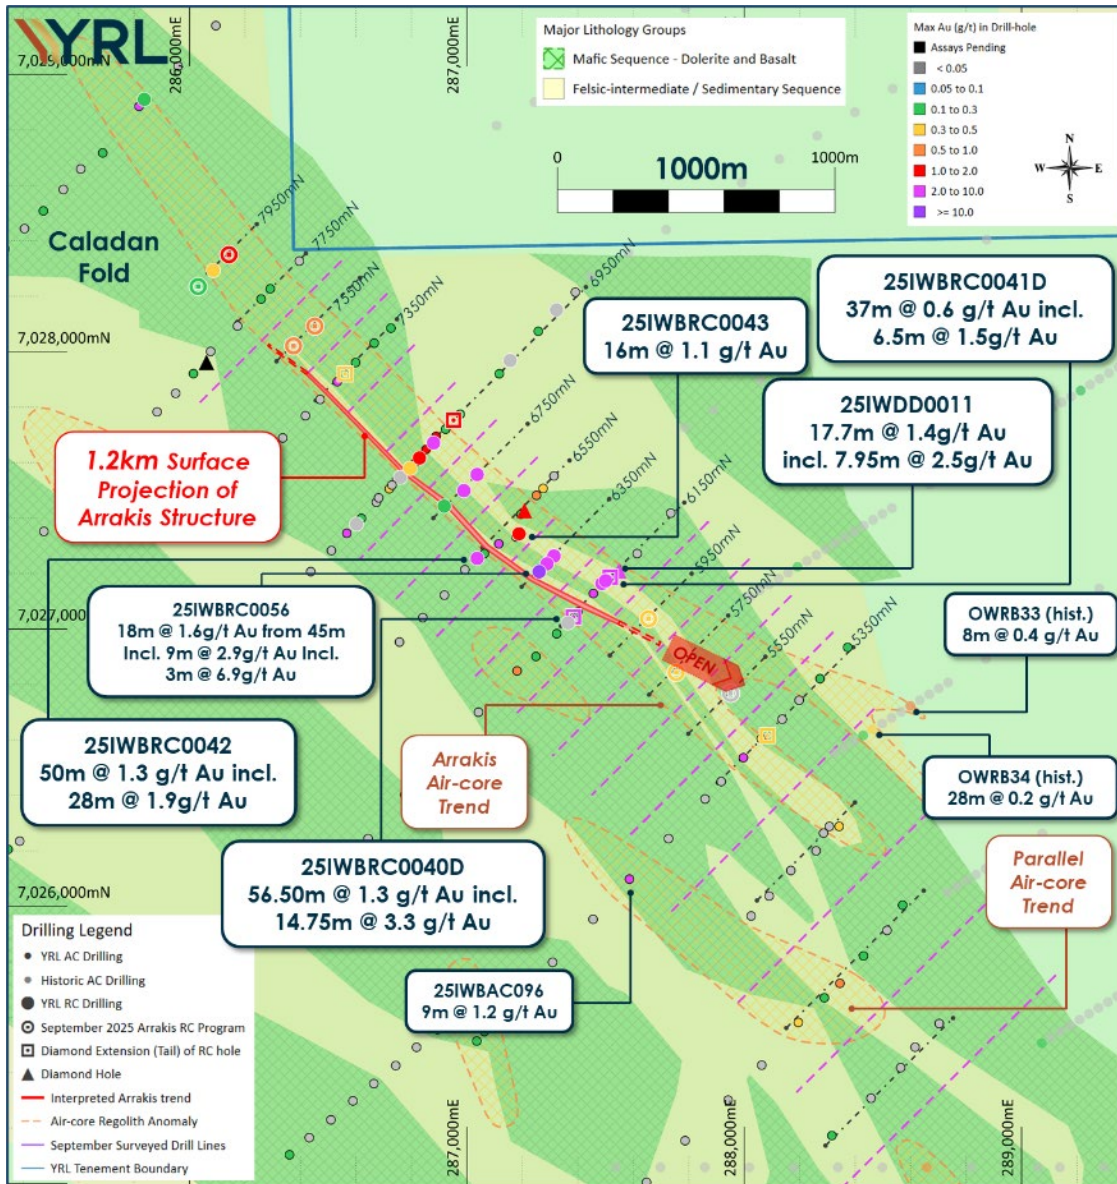 YRL
286,000mE
287,000mE
7,029,000mN
Major Lithology Groups
Mafic Sequence - Dolerite and Basalt
Felsic-intermediate / Sedimentary Sequence
Max Au (g/t) in Drill-hole
Assays Pending
< 0.05
0.05 to 0.1
0.1 to 0.3
0.3 to 0.5
0.5 to 1.0
1.0 to 2.0
2.0 to 10.0
>= 10.0
N
W E
S
0 1000m
1000m
Caladan
Fold
7950mN
7750mN
7550mN
7350mN
6950mN
6750mN
6550mN
6350mN
6150mN
5950mN
5750mN
5550mN
5350mN
7,028,000mN
25IWBRC0043
16m @ 1.1 g/t Au
25IWBRC0041D
37m @ 0.6 g/t Au incl.
6.5m @ 1.5g/t Au
25IWDD0011
17.7m @ 1.4g/t Au
incl. 7.95m @ 2.5g/t Au
1.2km Surface
Projection of
Arrakis Structure
7,027,000mN
25IWBRC0056
18m @ 1.6g/t Au from 45m
Incl. 9m @ 2.9g/t Au Incl.
3m @ 6.9g/t Au
OPEN
OWRB33 (hist.)
8m @ 0.4 g/t Au
25IWBRC0042
50m @ 1.3 g/t Au incl.
28m @ 1.9g/t Au
Arrakis
Air-core
Trend
OWRB34 (hist.)
28m @ 0.2 g/t Au
25IWBRC0040D
56.50m @ 1.3 g/t Au incl.
14.75m @ 3.3 g/t Au
Parallel
Air-core
Trend
7,026,000mN
25IWBAC096
9m @ 1.2 g/t Au
Drilling Legend
YRL AC Drilling
Historic AC Drilling
YRL RC Drilling
September 2025 Arrakis RC Program
Diamond Extension (Tail) of RC hole
Diamond Hole
Interpreted Arrakis trend
Air-core Regolith Anomaly
September Surveyed Drill Lines
YRL Tenement Boundary
287,000mE
288,000mE
289,000mE